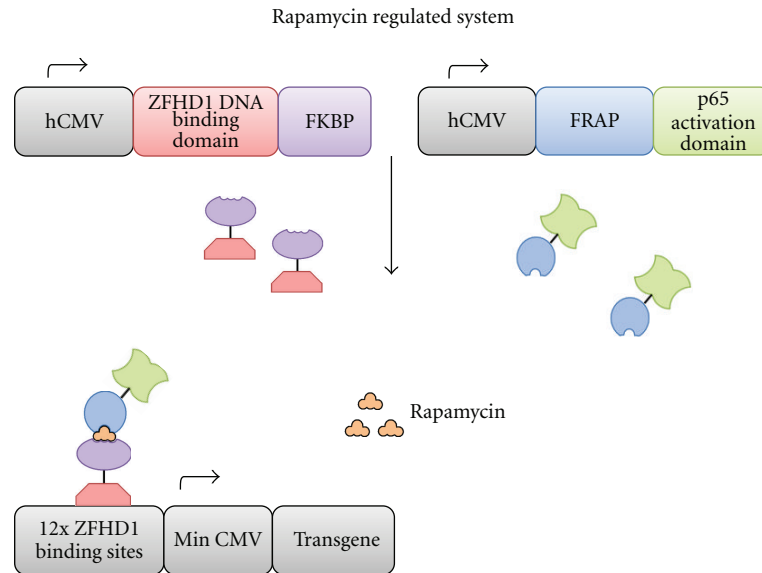 Rapamycin regulated system
hCMV
ZFHD1 DNA
binding
domain
FKBP
hCMV
FRAP
p65
activation
domain
Rapamycin
12x ZFHD1
binding sites
Min CMV
Transgene